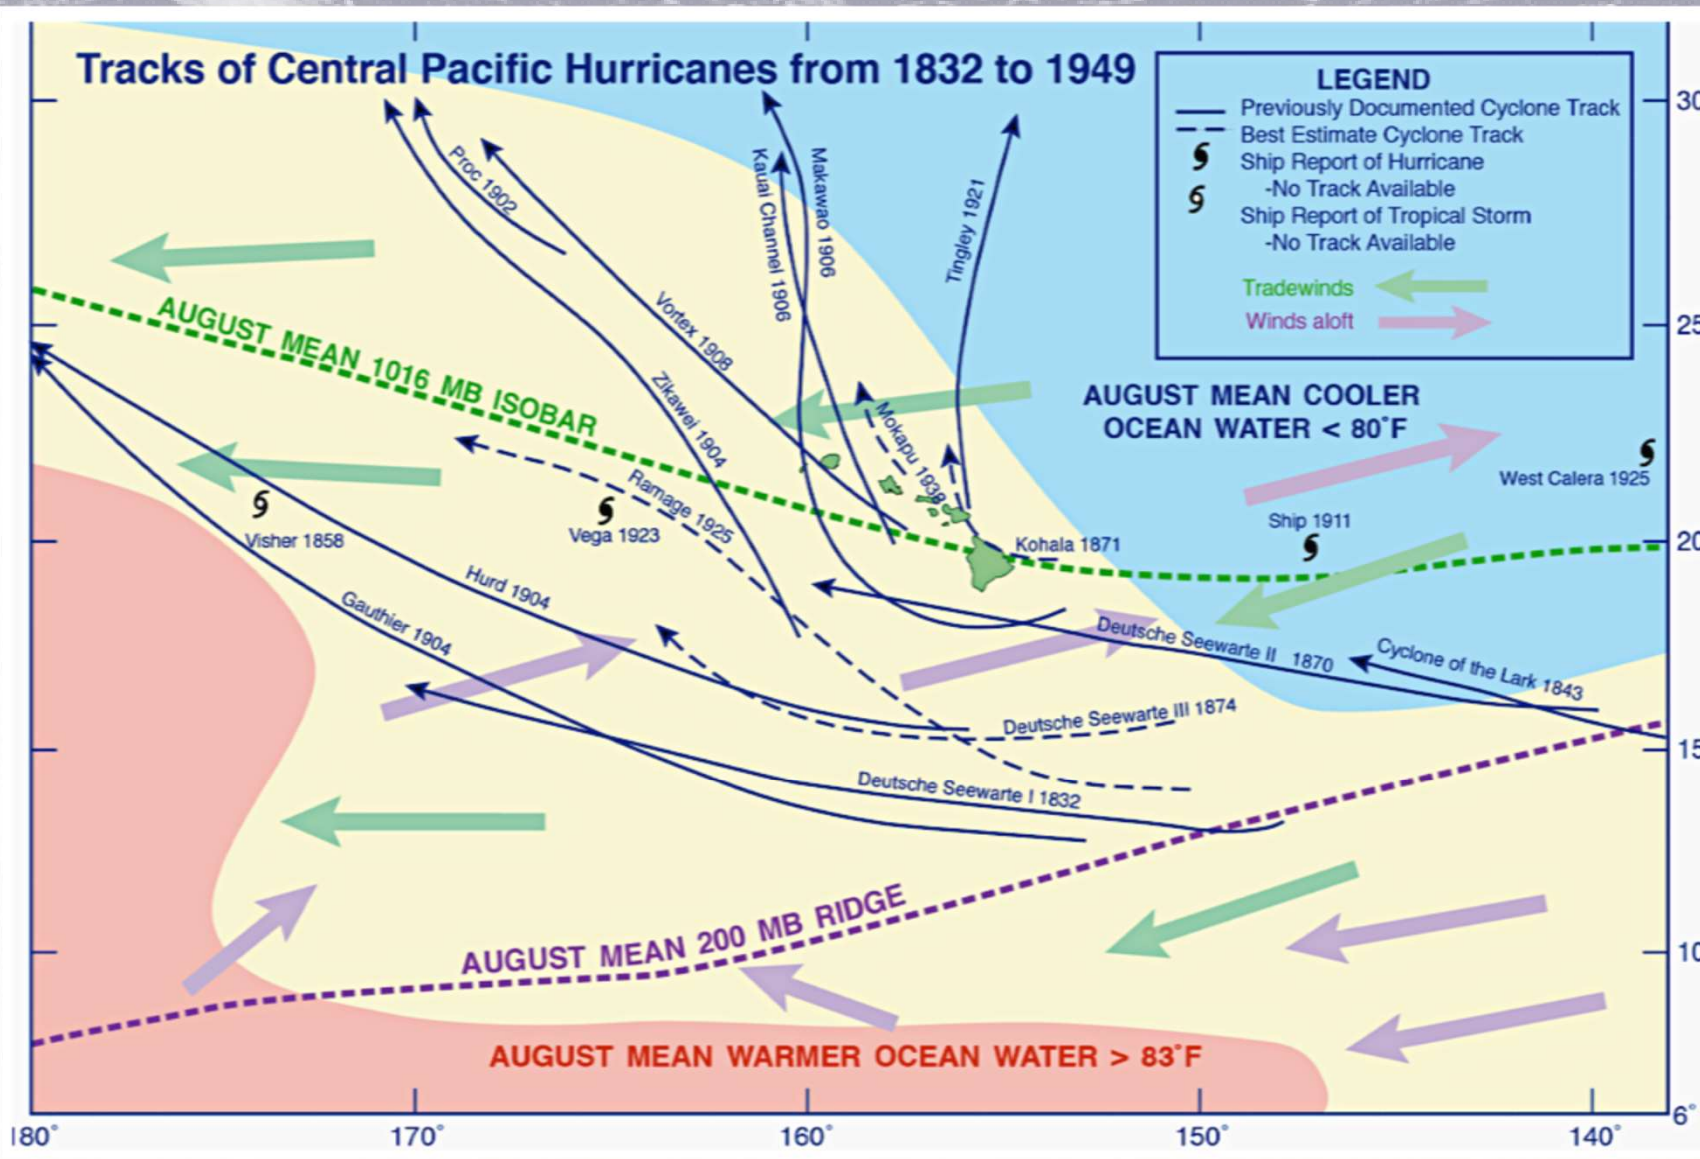 Tracks of Central Pacific Hurricanes from 1832 to 1949
LEGEND
Previously Documented Cyclone Track
Best Estimate Cyclone Track
Ship Report of Hurricane
-No Track Available
Ship Report of Tropical Storm
-No Track Available
Tradewinds
Winds aloft
30
25
20
15
10
6°
Proc 1902
Kauai Channel 1906
Makawao 1906
Tingley 1921
AUGUST MEAN 1016 MB ISOBAR
Vortex 1908
Zikawei 1904
Mokapu 1938
AUGUST MEAN COOLER
OCEAN WATER < 80°F
West Calera 1925
Ship 1911
Ramage 1925
Vega 1923
Visher 1858
Kohala 1871
Hurd 1904
Gauthier 1904
Deutsche Seewarte II 1870
Cyclone of the Lark 1843
Deutsche Seewarte III 1874
Deutsche Seewarte I 1832
AUGUST MEAN 200 MB RIDGE
AUGUST MEAN WARMER OCEAN WATER > 83°F
180°
170°
160°
150°
140°